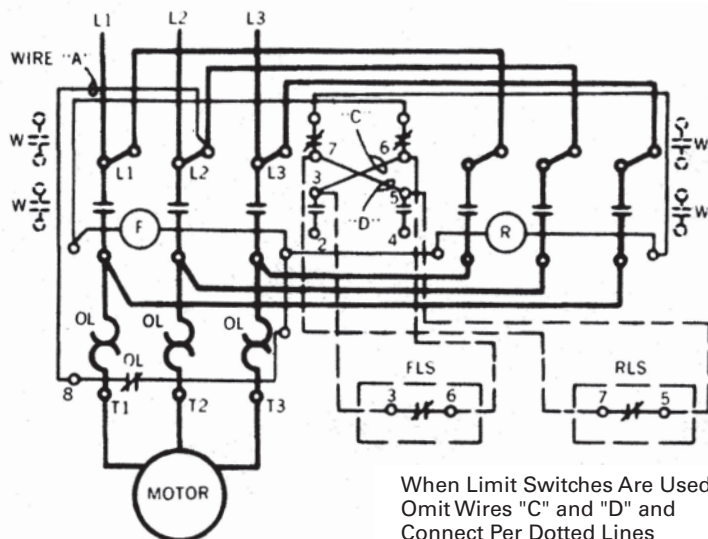 L1 L2 L3
WIRE "A"
"C"
W W
7 6
L1 L2 L3
3 5
W W
"D"
F 2 4 R
OL OL OL
OL FLS RLS
8 3 6 7 5
T1 T2 T3
MOTOR
When Limit Switches Are Used
Omit Wires "C" and "D" and
Connect Per Dotted Lines